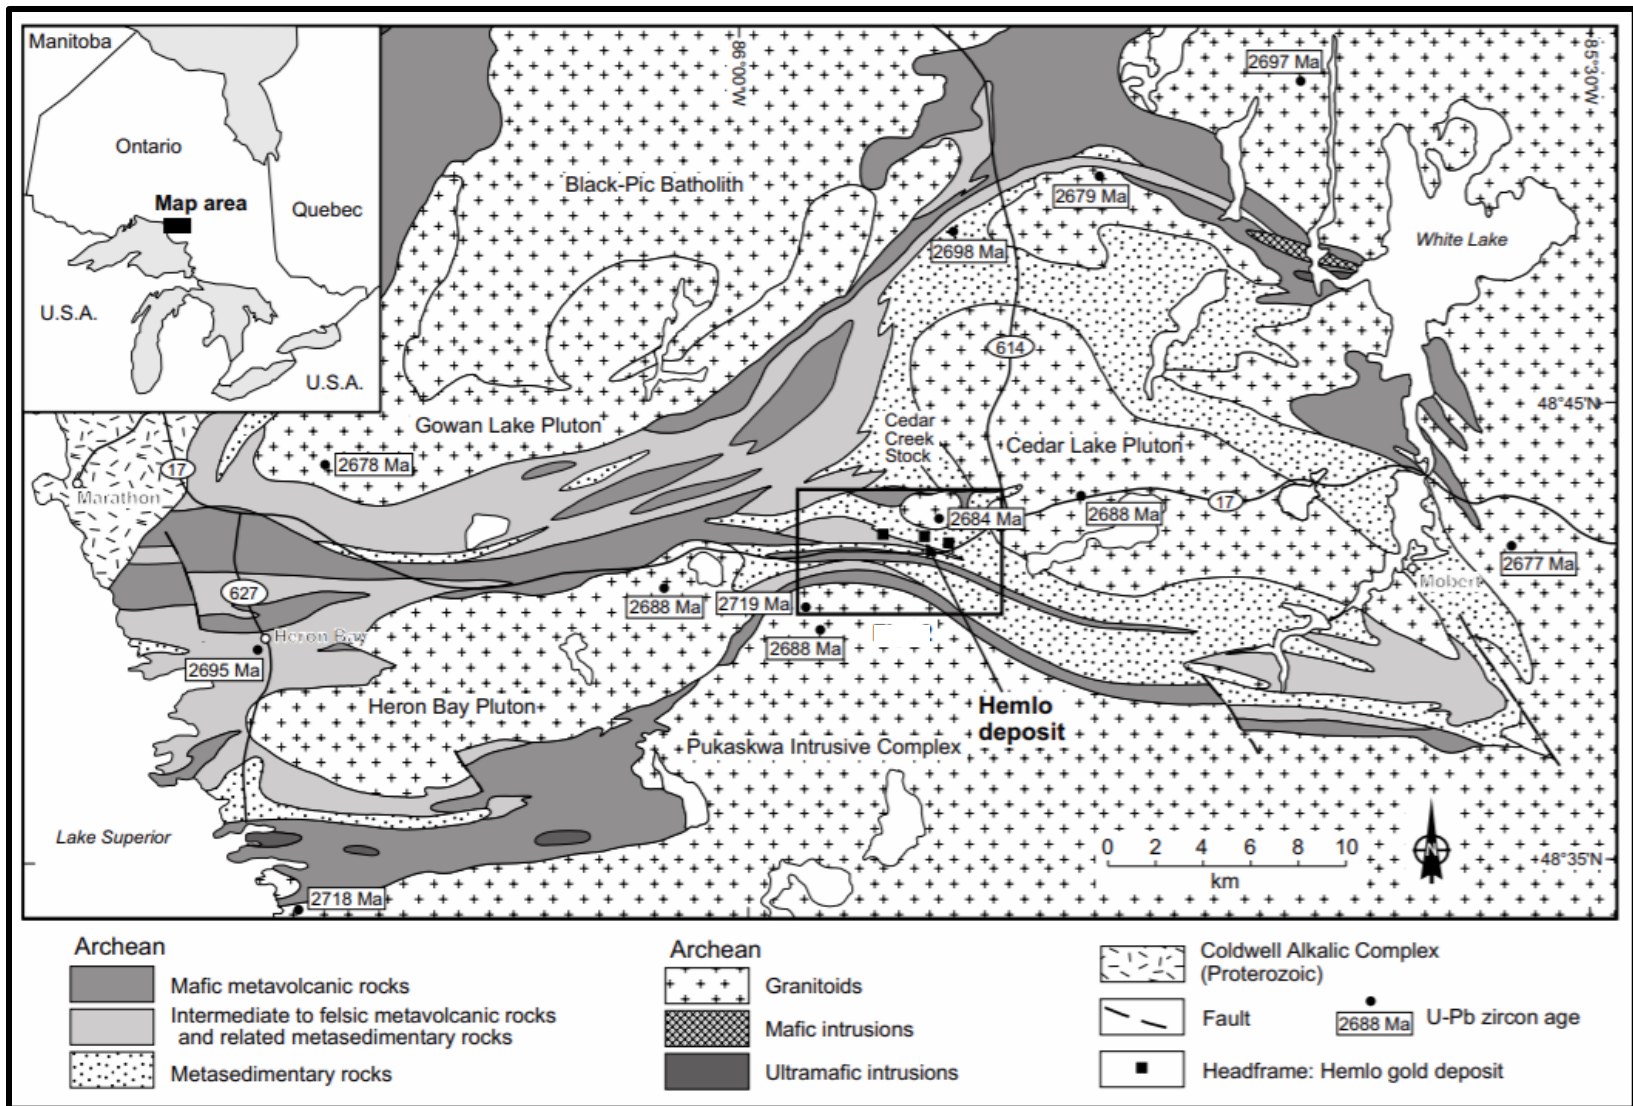 Manitoba
Ontario
Map area
Quebec
U.S.A.
U.S.A.
86°00'W
85°30'W
2697 Ma
Black-Pic Batholith
2679 Ma
2698 Ma
White Lake
614
48°45'N
Gowan Lake Pluton
Cedar
Creek
Stock
Cedar Lake Pluton
17
2678 Ma
Marathon
2684 Ma
2688 Ma
17
2677 Ma
Mobert
627
2688 Ma
2719 Ma
Heron Bay
2688 Ma
2695 Ma
Heron Bay Pluton
Hemlo
deposit
Pukaskwa Intrusive Complex
Lake Superior
0 2 4 6 8 10
km
N
48°35'N
2718 Ma
Archean
Mafic metavolcanic rocks
Intermediate to felsic metavolcanic rocks
and related metasedimentary rocks
Metasedimentary rocks
Archean
Granitoids
Mafic intrusions
Ultramafic intrusions
Coldwell Alkalic Complex
(Proterozoic)
Fault
2688 Ma U-Pb zircon age
Headframe: Hemlo gold deposit